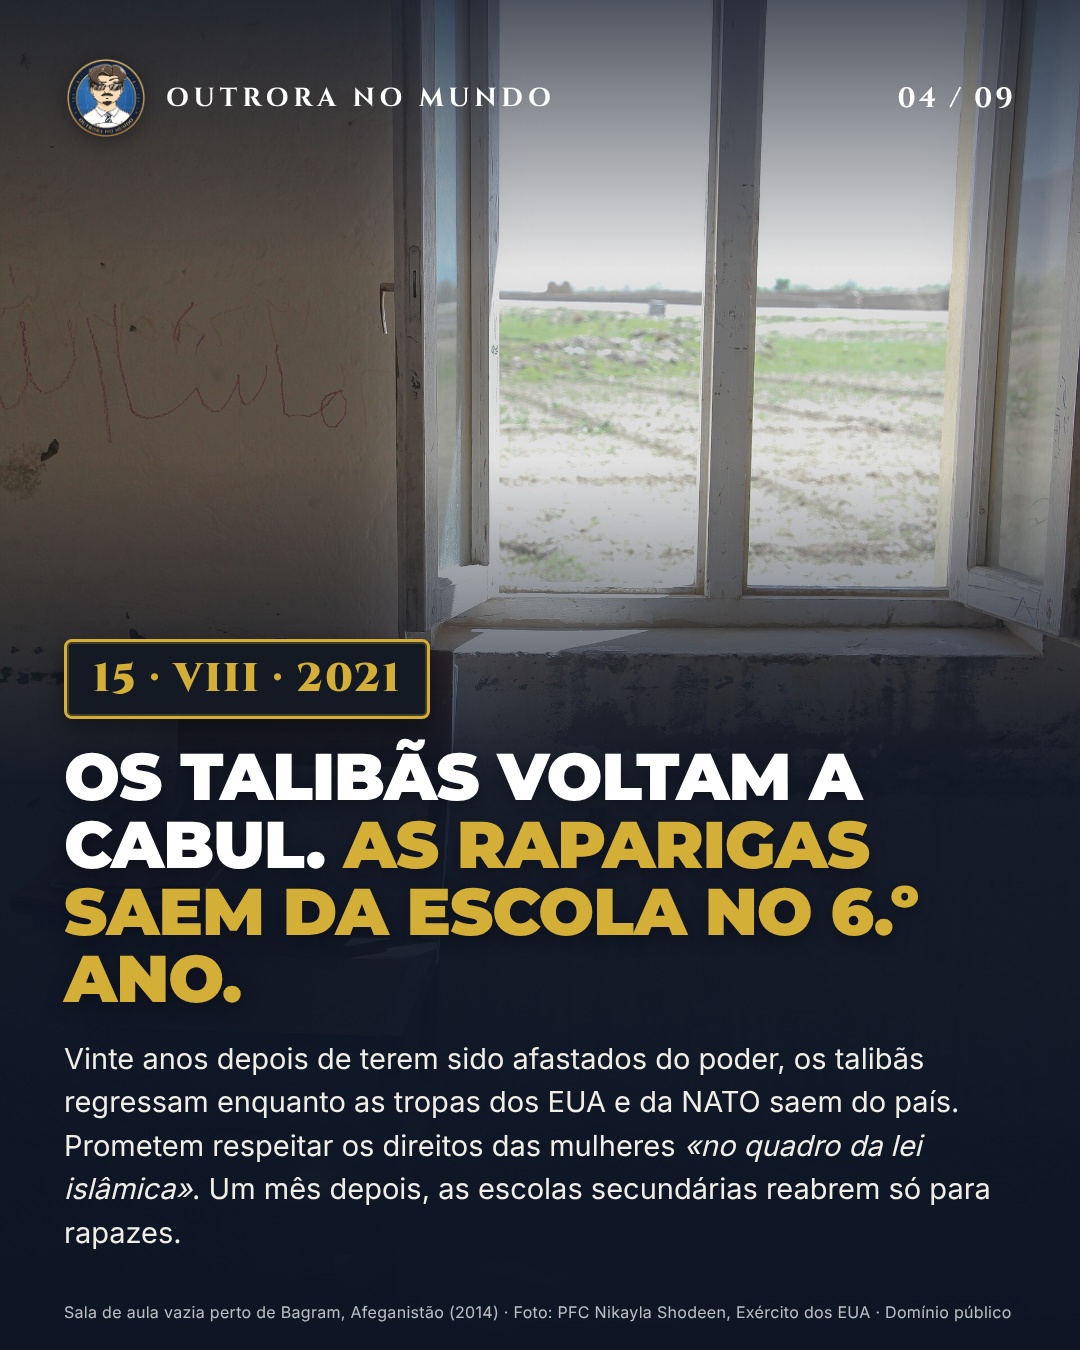 OUTRORA NO MUNDO
04 / 09
15 · VIII · 2021
OS TALIBÃS VOLTAM A
CABUL. AS RAPARIGAS
SAEM DA ESCOLA NO 6.º
ANO.
Vinte anos depois de terem sido afastados do poder, os talibãs
regressam enquanto as tropas dos EUA e da NATO saem do país.
Prometem respeitar os direitos das mulheres «no quadro da lei
islâmica». Um mês depois, as escolas secundárias reabrem só para
rapazes.
Sala de aula vazia perto de Bagram, Afeganistão (2014) · Foto: PFC Nikayla Shodeen, Exército dos EUA · Domínio público